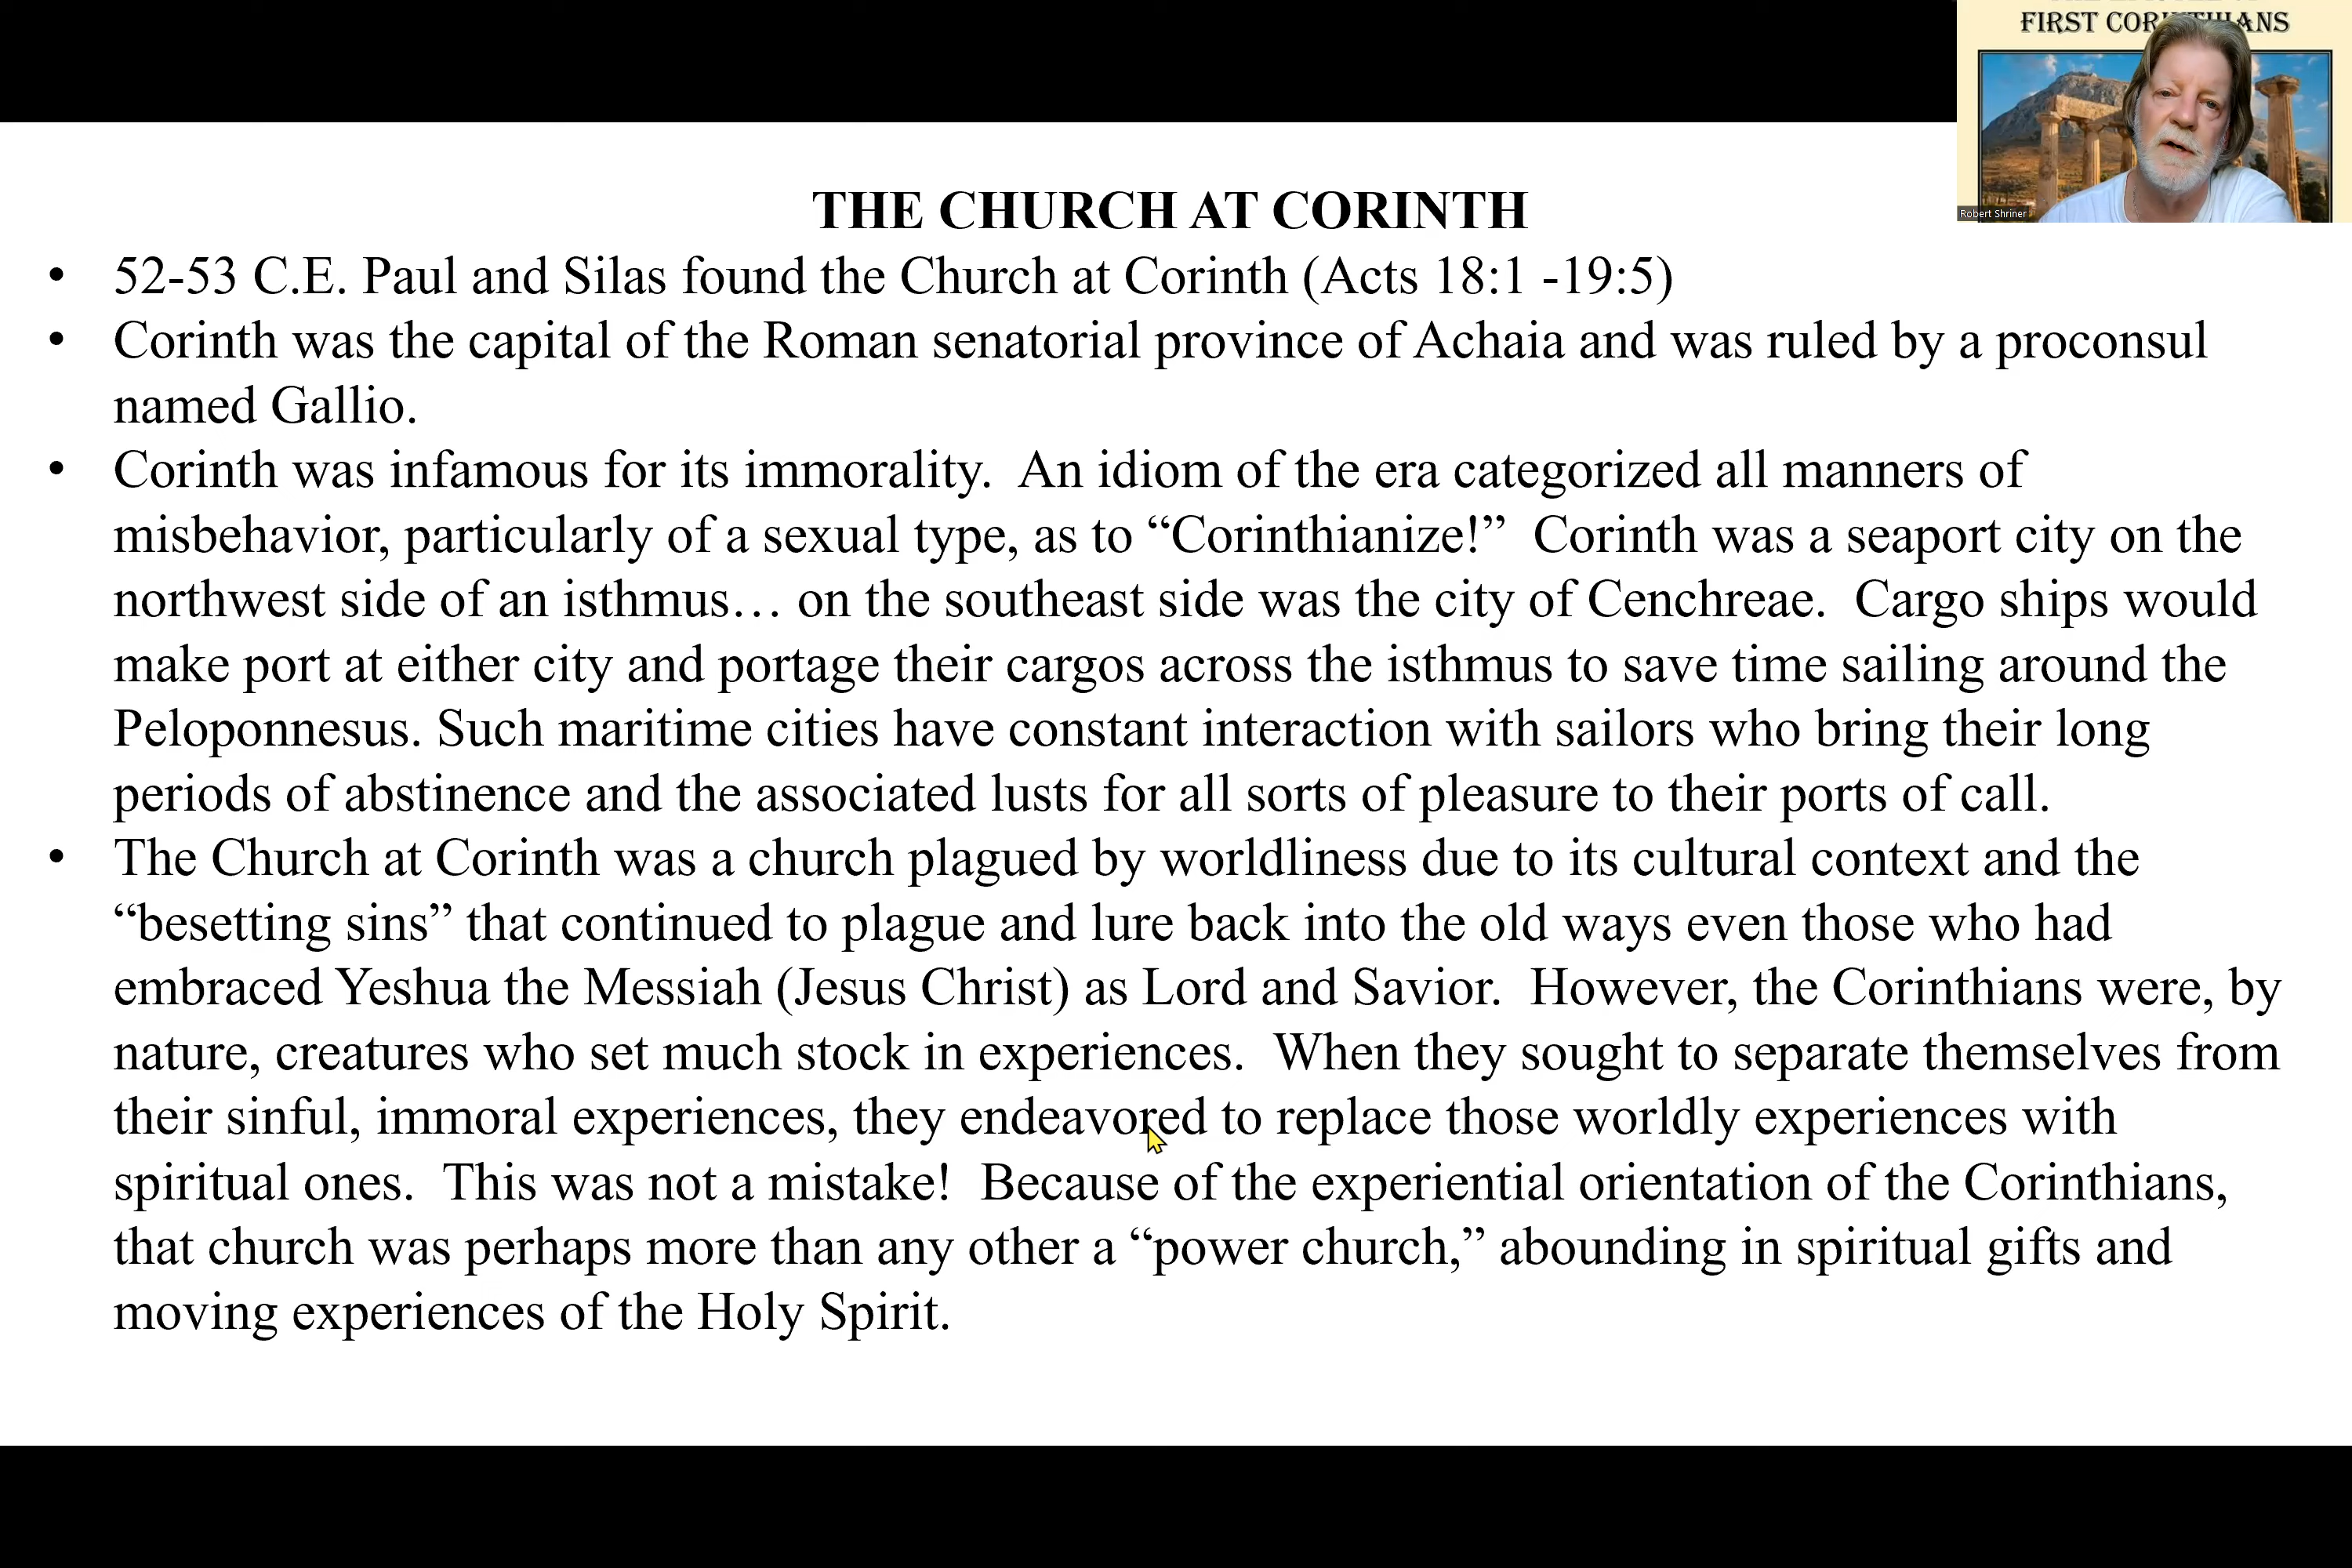 FIRST CORINTHIANS
Robert Shriner
THE CHURCH AT CORINTH
• 52-53 C.E. Paul and Silas found the Church at Corinth (Acts 18:1 -19:5)
• Corinth was the capital of the Roman senatorial province of Achaia and was ruled by a proconsul
named Gallio.
• Corinth was infamous for its immorality.  An idiom of the era categorized all manners of
misbehavior, particularly of a sexual type, as to “Corinthianize!”  Corinth was a seaport city on the
northwest side of an isthmus… on the southeast side was the city of Cenchreae.  Cargo ships would
make port at either city and portage their cargos across the isthmus to save time sailing around the
Peloponnesus. Such maritime cities have constant interaction with sailors who bring their long
periods of abstinence and the associated lusts for all sorts of pleasure to their ports of call.
• The Church at Corinth was a church plagued by worldliness due to its cultural context and the
“besetting sins” that continued to plague and lure back into the old ways even those who had
embraced Yeshua the Messiah (Jesus Christ) as Lord and Savior.  However, the Corinthians were, by
nature, creatures who set much stock in experiences.  When they sought to separate themselves from
their sinful, immoral experiences, they endeavored to replace those worldly experiences with
spiritual ones.  This was not a mistake!  Because of the experiential orientation of the Corinthians,
that church was perhaps more than any other a “power church,” abounding in spiritual gifts and
moving experiences of the Holy Spirit.